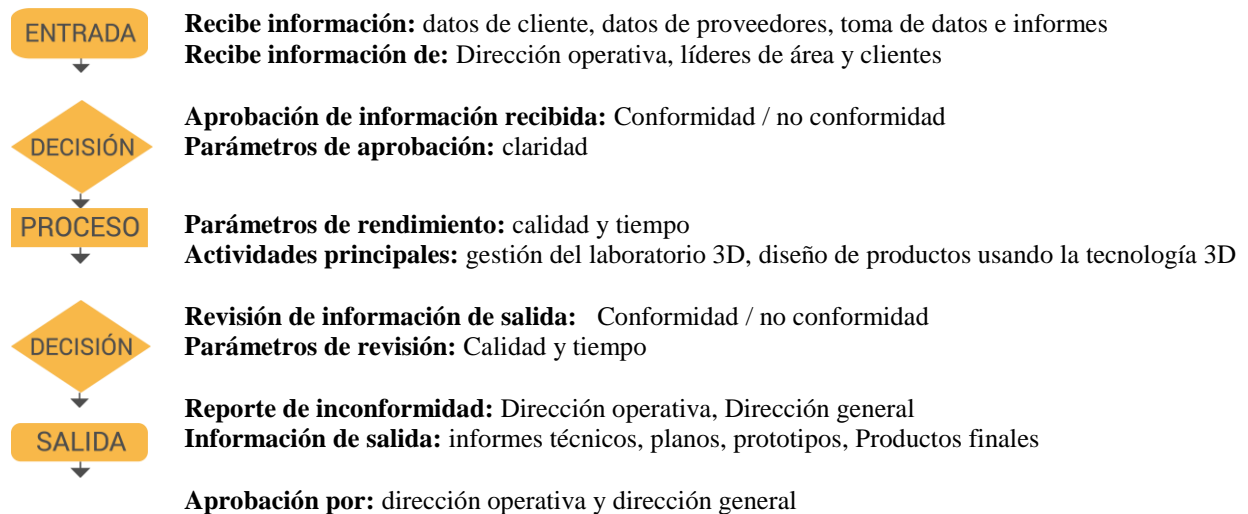 ENTRADA
Recibe información: datos de cliente, datos de proveedores, toma de datos e informes
Recibe información de: Dirección operativa, líderes de área y clientes
DECISIÓN
Aprobación de información recibida: Conformidad / no conformidad
Parámetros de aprobación: claridad
PROCESO
Parámetros de rendimiento: calidad y tiempo
Actividades principales: gestión del laboratorio 3D, diseño de productos usando la tecnología 3D
DECISIÓN
Revisión de información de salida: Conformidad / no conformidad
Parámetros de revisión: Calidad y tiempo
SALIDA
Reporte de inconformidad: Dirección operativa, Dirección general
Información de salida: informes técnicos, planos, prototipos, Productos finales
Aprobación por: dirección operativa y dirección general